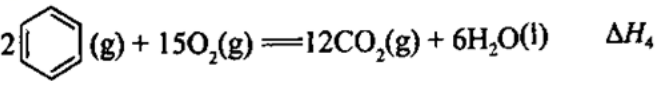 2 (g) + 15O₂(g) ══ 12CO₂(g) + 6H₂O(l) ΔH₄